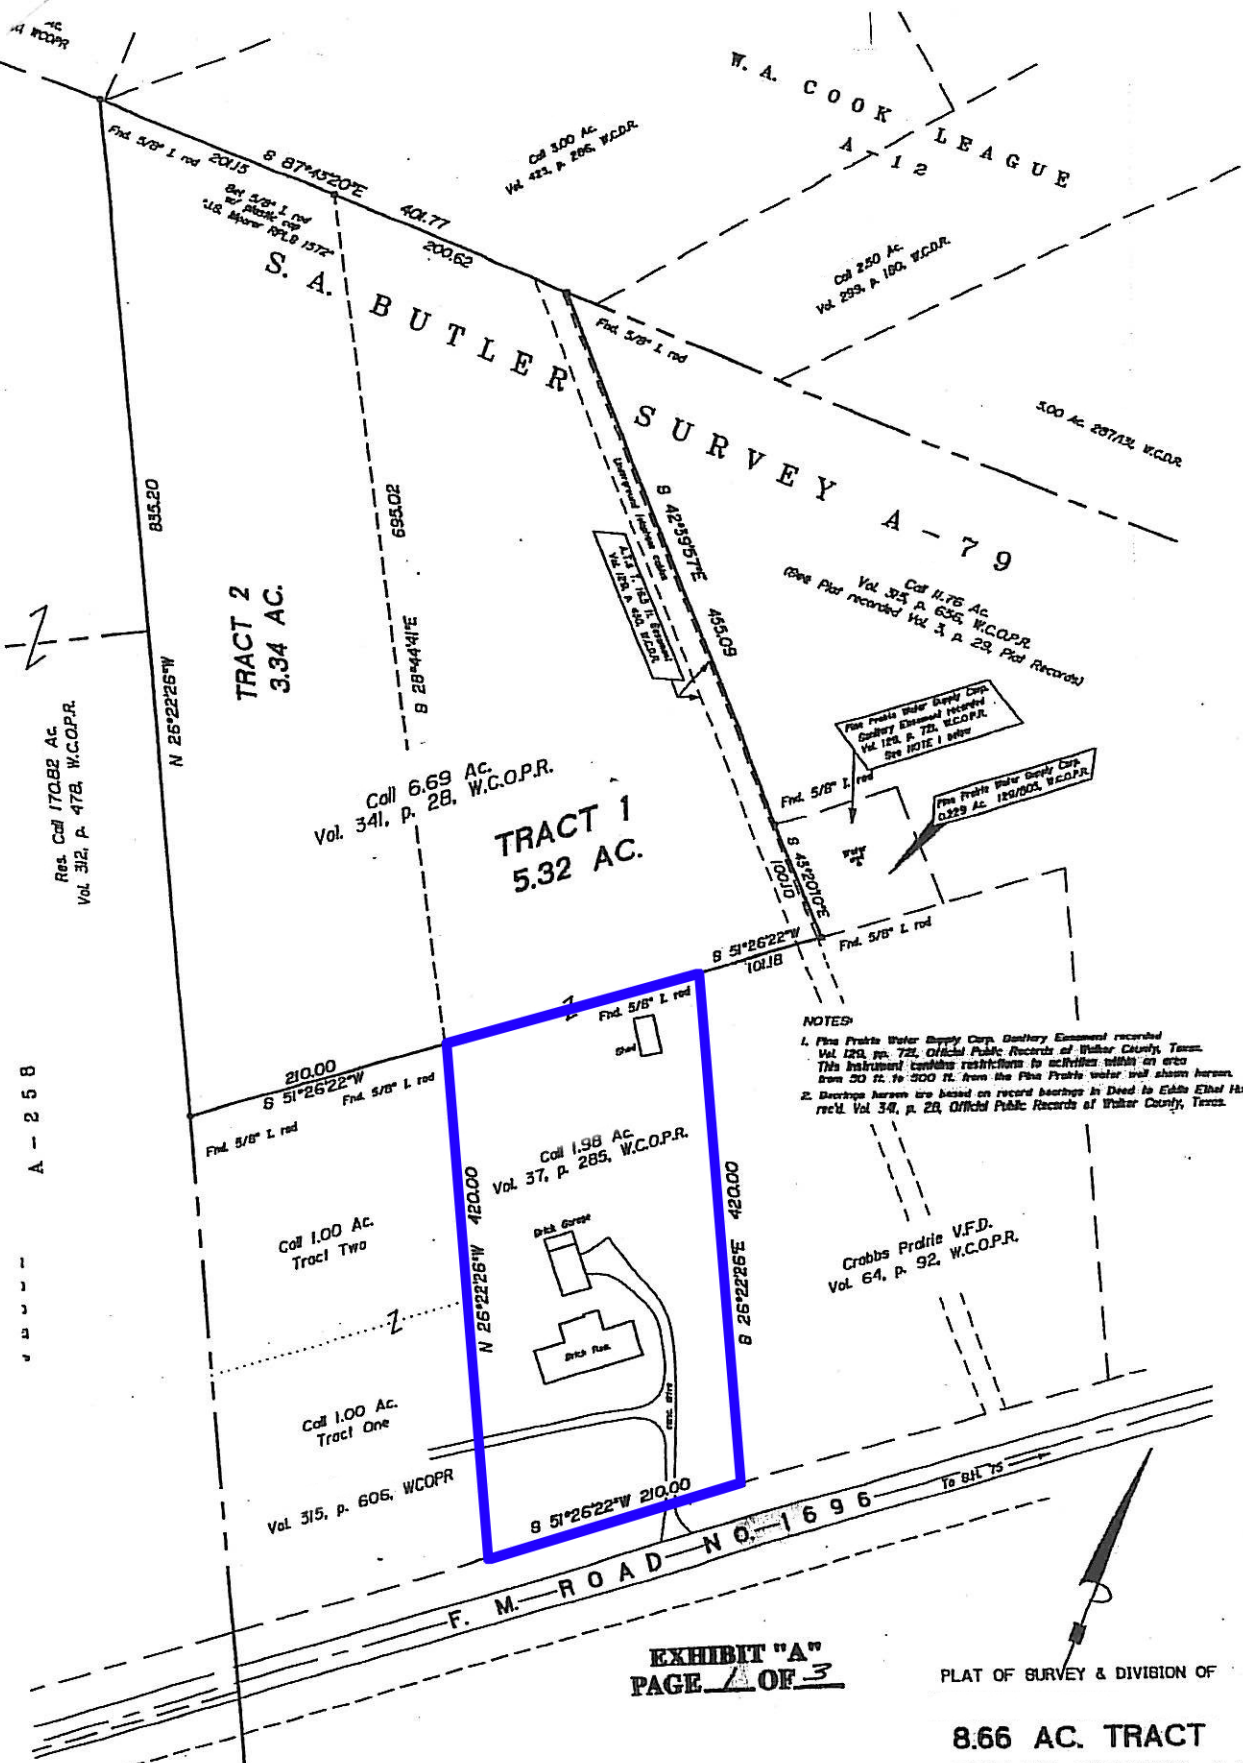 Ac.
WCOPR
W. A. COOK LEAGUE
A-12
Fnd. 5/8" I. rod
201.15
S 87°45'20"E
Set 5/8" I. rod
w/ plastic cap
401.77
200.62
Call 3.00 Ac.
Vol. 423, p. 286, W.C.D.R.
Call 2.50 Ac.
Vol. 293, p. 180, W.C.D.R.
S. A. BUTLER SURVEY A-79
Fnd. 5/8" I. rod
3.00 Ac. W.C.D.R.
835.20
N 26°22'26"W
TRACT 2
3.34 AC.
695.02
S 28°44'41"E
S 42°59'57"E
455.09
Call 11.76 Ac.
Vol. 315, p. 656, W.C.O.P.R.
(See Plat recorded Vol. 3, p. 29, Plat Records)
Res. Call 170.82 Ac.
Vol. 312, p. 478, W.C.O.P.R.
Call 6.69 Ac.
Vol. 341, p. 28, W.C.O.P.R.
TRACT 1
5.32 AC.
Pine Prairie Water Supply Corp.
Sanitary Easement recorded
Vol. 129, p. 721, W.C.O.P.R.
See NOTE 1 below
Fnd. 5/8" I. rod
Pine Prairie Water Supply Corp.
0.229 Ac. 129/803, W.C.O.P.R.
S 45°20'10"E
100.10
S 51°26'22"W
101.18
Fnd. 5/8" I. rod
Fnd. 5/8" I. rod
Shed
210.00
S 51°26'22"W
Fnd. 5/8" I. rod
Fnd. 5/8" I. rod
NOTES:
1. Pine Prairie Water Supply Corp. Sanitary Easement recorded
Vol. 129, pp. 721, Official Public Records of Walker County, Texas.
This instrument contains restrictions to activities within an area
from 50 ft. to 500 ft. from the Pine Prairie water well shown hereon.
2. Bearings hereon are based on record bearings in Deed to Eddie Ethel
rec'd. Vol. 341, p. 28, Official Public Records of Walker County, Texas.
A-258
Call 1.98 Ac.
Vol. 37, p. 285, W.C.O.P.R.
N 26°22'26"W 420.00
S 26°22'26"E 420.00
Brick Garage
Brick Res.
Call 1.00 Ac.
Tract Two
Crabbs Prairie V.F.D.
Vol. 64, p. 92, W.C.O.P.R.
Call 1.00 Ac.
Tract One
Vol. 315, p. 606, WCOPR
S 51°26'22"W 210.00
F. M. ROAD NO. 1696
To S.H. 75
EXHIBIT "A"
PAGE 1 OF 3
PLAT OF SURVEY & DIVISION OF
8.66 AC. TRACT